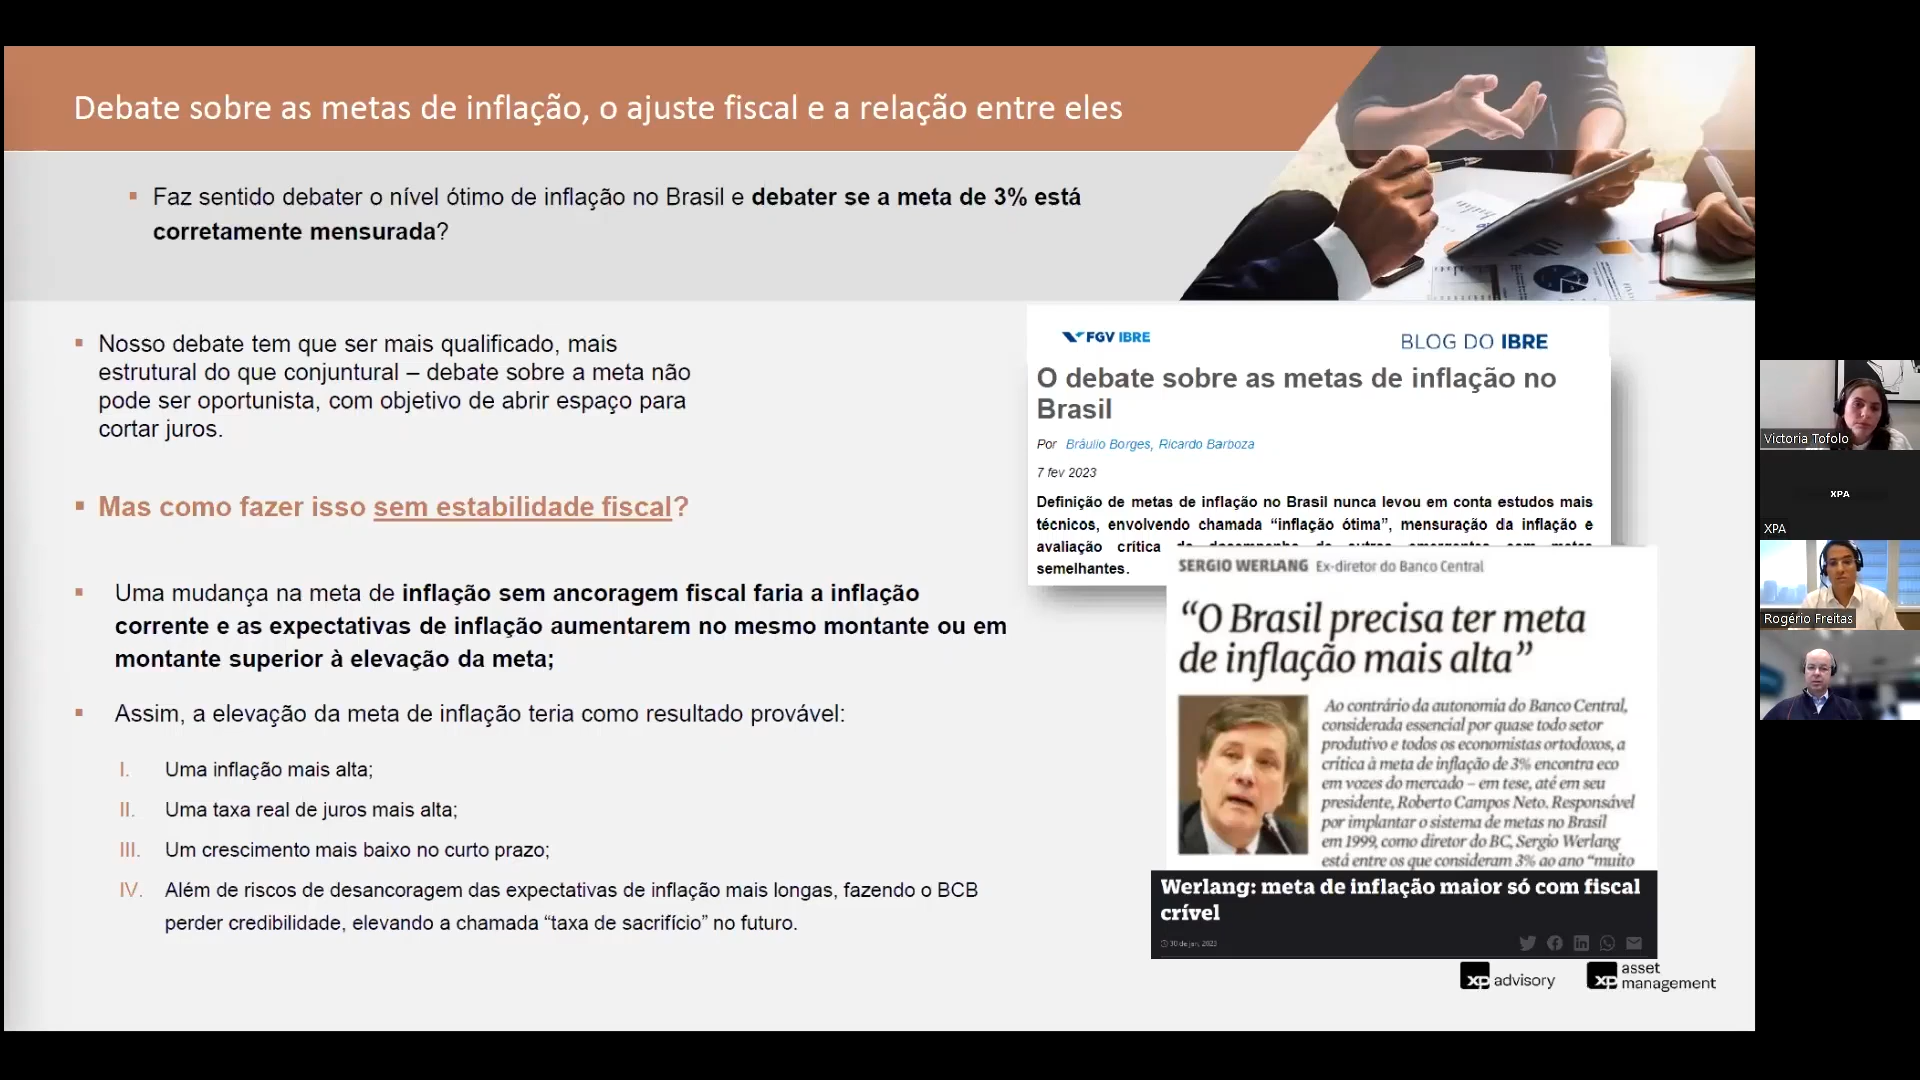 Debate sobre as metas de inflação, o ajuste fiscal e a relação entre eles
▪ Faz sentido debater o nível ótimo de inflação no Brasil e debater se a meta de 3% está
corretamente mensurada?
▪ Nosso debate tem que ser mais qualificado, mais
estrutural do que conjuntural – debate sobre a meta não
pode ser oportunista, com objetivo de abrir espaço para
cortar juros.
▪ Mas como fazer isso sem estabilidade fiscal?
▪ Uma mudança na meta de inflação sem ancoragem fiscal faria a inflação
corrente e as expectativas de inflação aumentarem no mesmo montante ou em
montante superior à elevação da meta;
▪ Assim, a elevação da meta de inflação teria como resultado provável:
I. Uma inflação mais alta;
II. Uma taxa real de juros mais alta;
III. Um crescimento mais baixo no curto prazo;
IV. Além de riscos de desancoragem das expectativas de inflação mais longas, fazendo o BCB
perder credibilidade, elevando a chamada “taxa de sacrifício” no futuro.
FGV IBRE
BLOG DO IBRE
O debate sobre as metas de inflação no
Brasil
Por Bráulio Borges, Ricardo Barboza
7 fev 2023
Definição de metas de inflação no Brasil nunca levou em conta estudos mais
técnicos, envolvendo chamada “inflação ótima”, mensuração da inflação e
avaliação crítica
semelhantes.
SERGIO WERLANG Ex-diretor do Banco Central
“O Brasil precisa ter meta
de inflação mais alta”
Ao contrário da autonomia do Banco Central,
considerada essencial por quase todo setor
produtivo e todos os economistas ortodoxos, a
crítica à meta de inflação de 3% encontra eco
em vozes do mercado – em tese, até em seu
presidente, Roberto Campos Neto. Responsável
por implantar o sistema de metas no Brasil
em 1999, como diretor do BC, Sergio Werlang
está entre os que consideram 3% ao ano “muito
Werlang: meta de inflação maior só com fiscal
crível
30 de jan, 2023
xp advisory
xp asset
management
Victoria Tofolo
XPA
XPA
Rogério Freitas